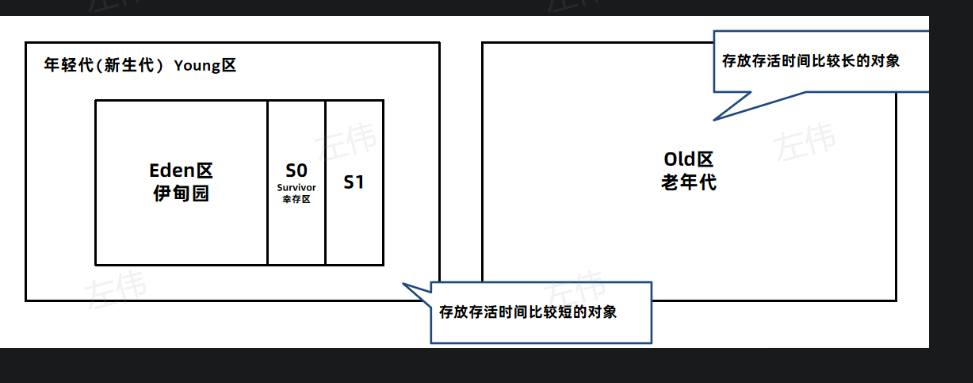 左伟
左伟
年轻代(新生代) Young区
存放存活时间比较长的对象
Eden区
伊甸园
S0
Survivor
幸存区
S1
左伟
Old区
老年代
左伟
左伟
存放存活时间比较短的对象
左伟